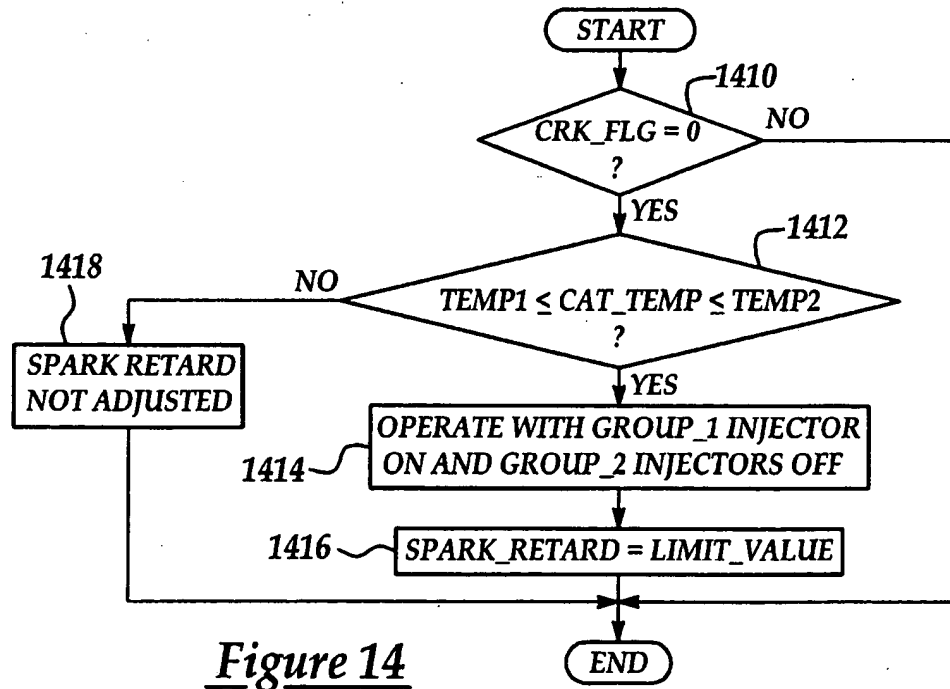 START
1410
CRK_FLG = 0
?
NO
YES
1412
1418
NO
TEMP1 ≤ CAT_TEMP ≤ TEMP2
?
SPARK RETARD
NOT ADJUSTED
YES
OPERATE WITH GROUP_1 INJECTOR
ON AND GROUP_2 INJECTORS OFF
1414
1416
SPARK_RETARD = LIMIT_VALUE
Figure 14
END